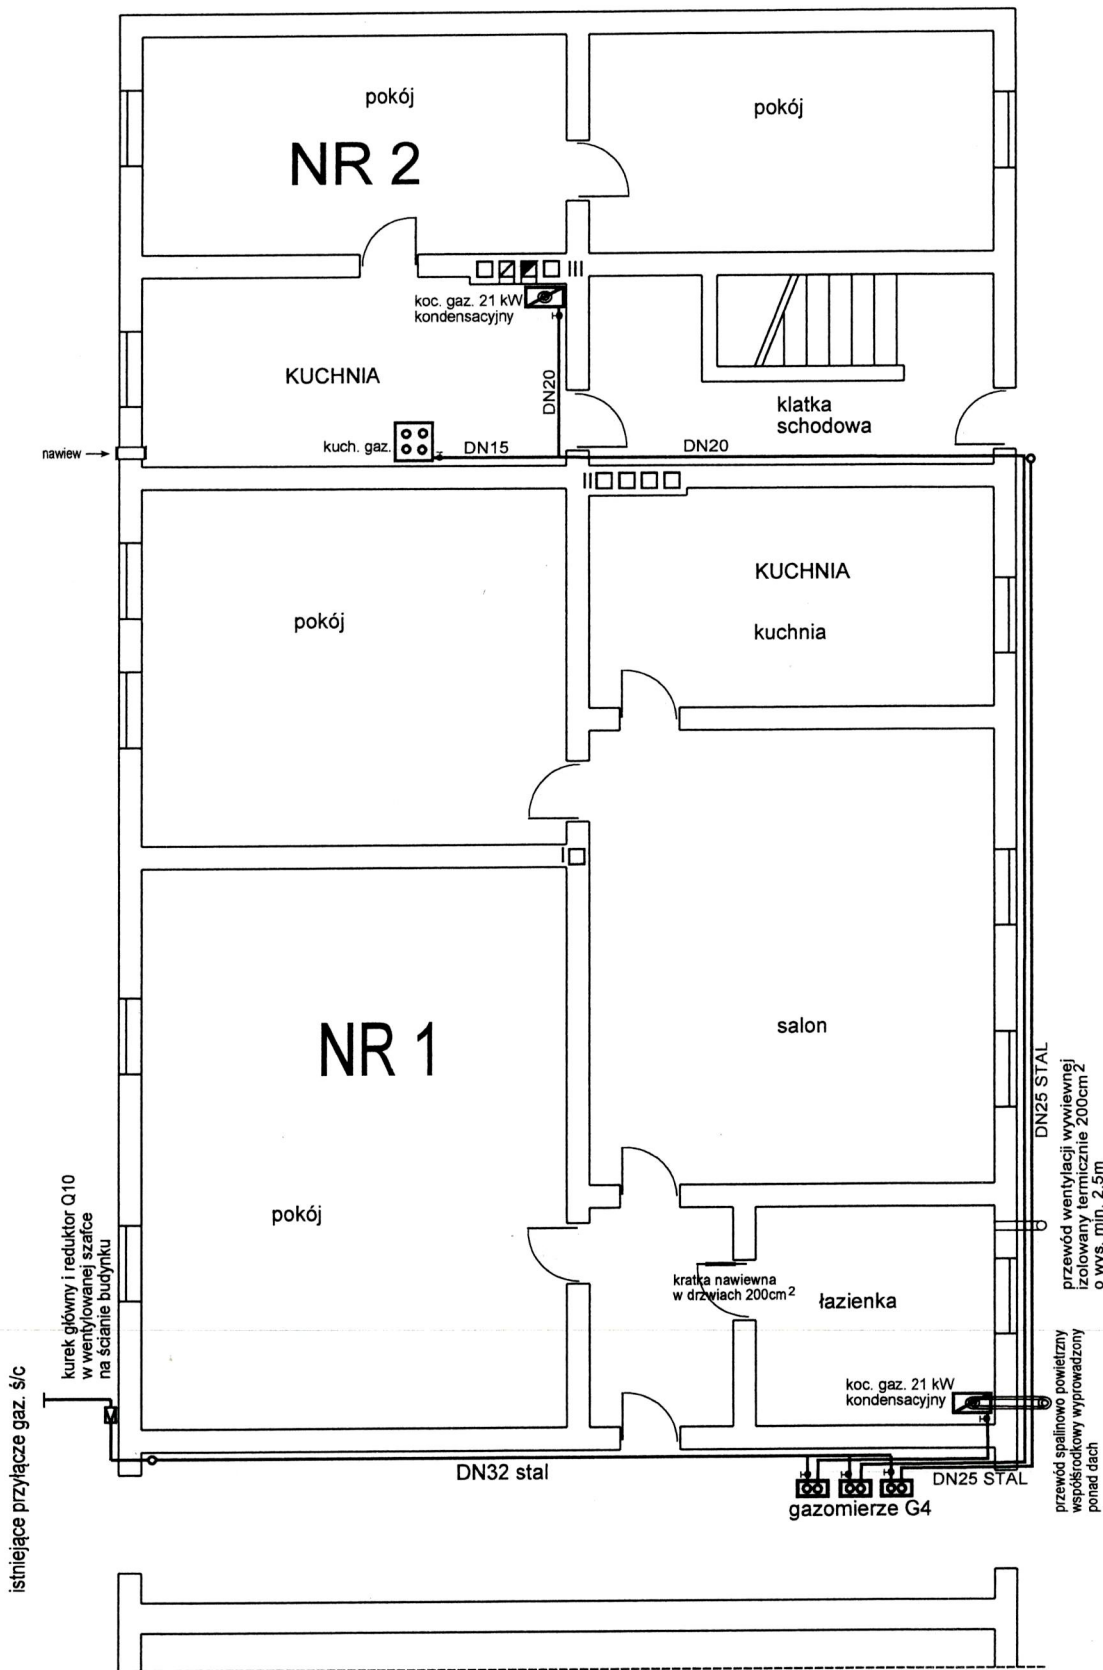 pokój
pokój
NR 2
koc. gaz. 21 kW
kondensacyjny
KUCHNIA
DN20
klatka
schodowa
nawiew
kuch. gaz.
DN15
DN20
KUCHNIA
pokój
kuchnia
salon
NR 1
DN25 STAL
przewód wentylacji wywiewnej
izolowany termicznie 200cm2
o wys. min. 2,5m
kurek główny i reduktor Q10
w wentylowanej szafce
na ścianie budynku
pokój
kratka nawiewna
w drzwiach 200cm2
łazienka
istniejące przyłącze gaz. ś/c
koc. gaz. 21 kW
kondensacyjny
przewód spalinowo powietrzny
współśrodkowy wyprowadzony
ponad dach
DN32 stal
DN25 STAL
gazomierze G4